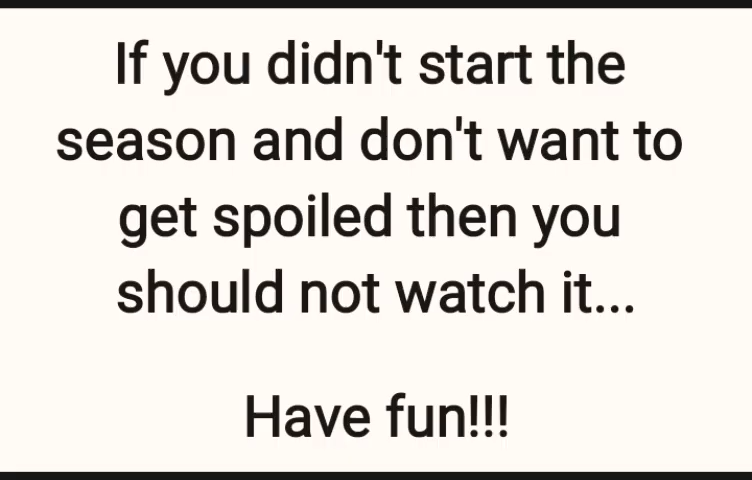 If you didn't start the
season and don't want to
get spoiled then you
should not watch it...
Have fun!!!